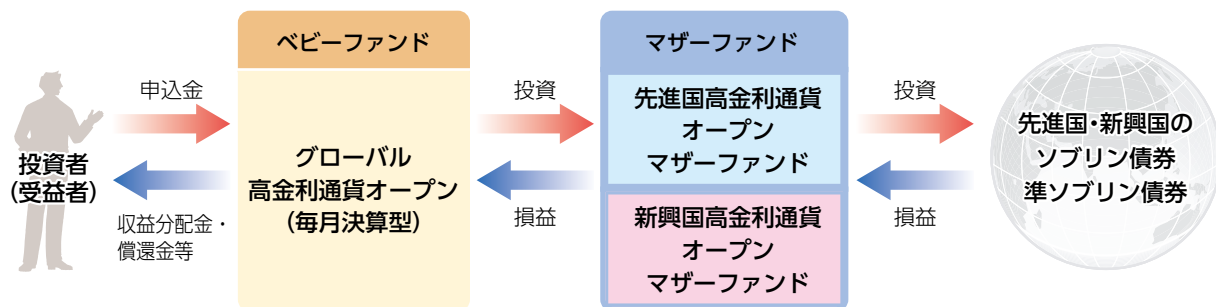 投資者
(受益者)
申込金
収益分配金・
償還金等
ベビーファンド
グローバル
高金利通貨オープン
(毎月決算型)
投資
損益
マザーファンド
先進国高金利通貨
オープン
マザーファンド
新興国高金利通貨
オープン
マザーファンド
投資
損益
先進国・新興国の
ソブリン債券
準ソブリン債券